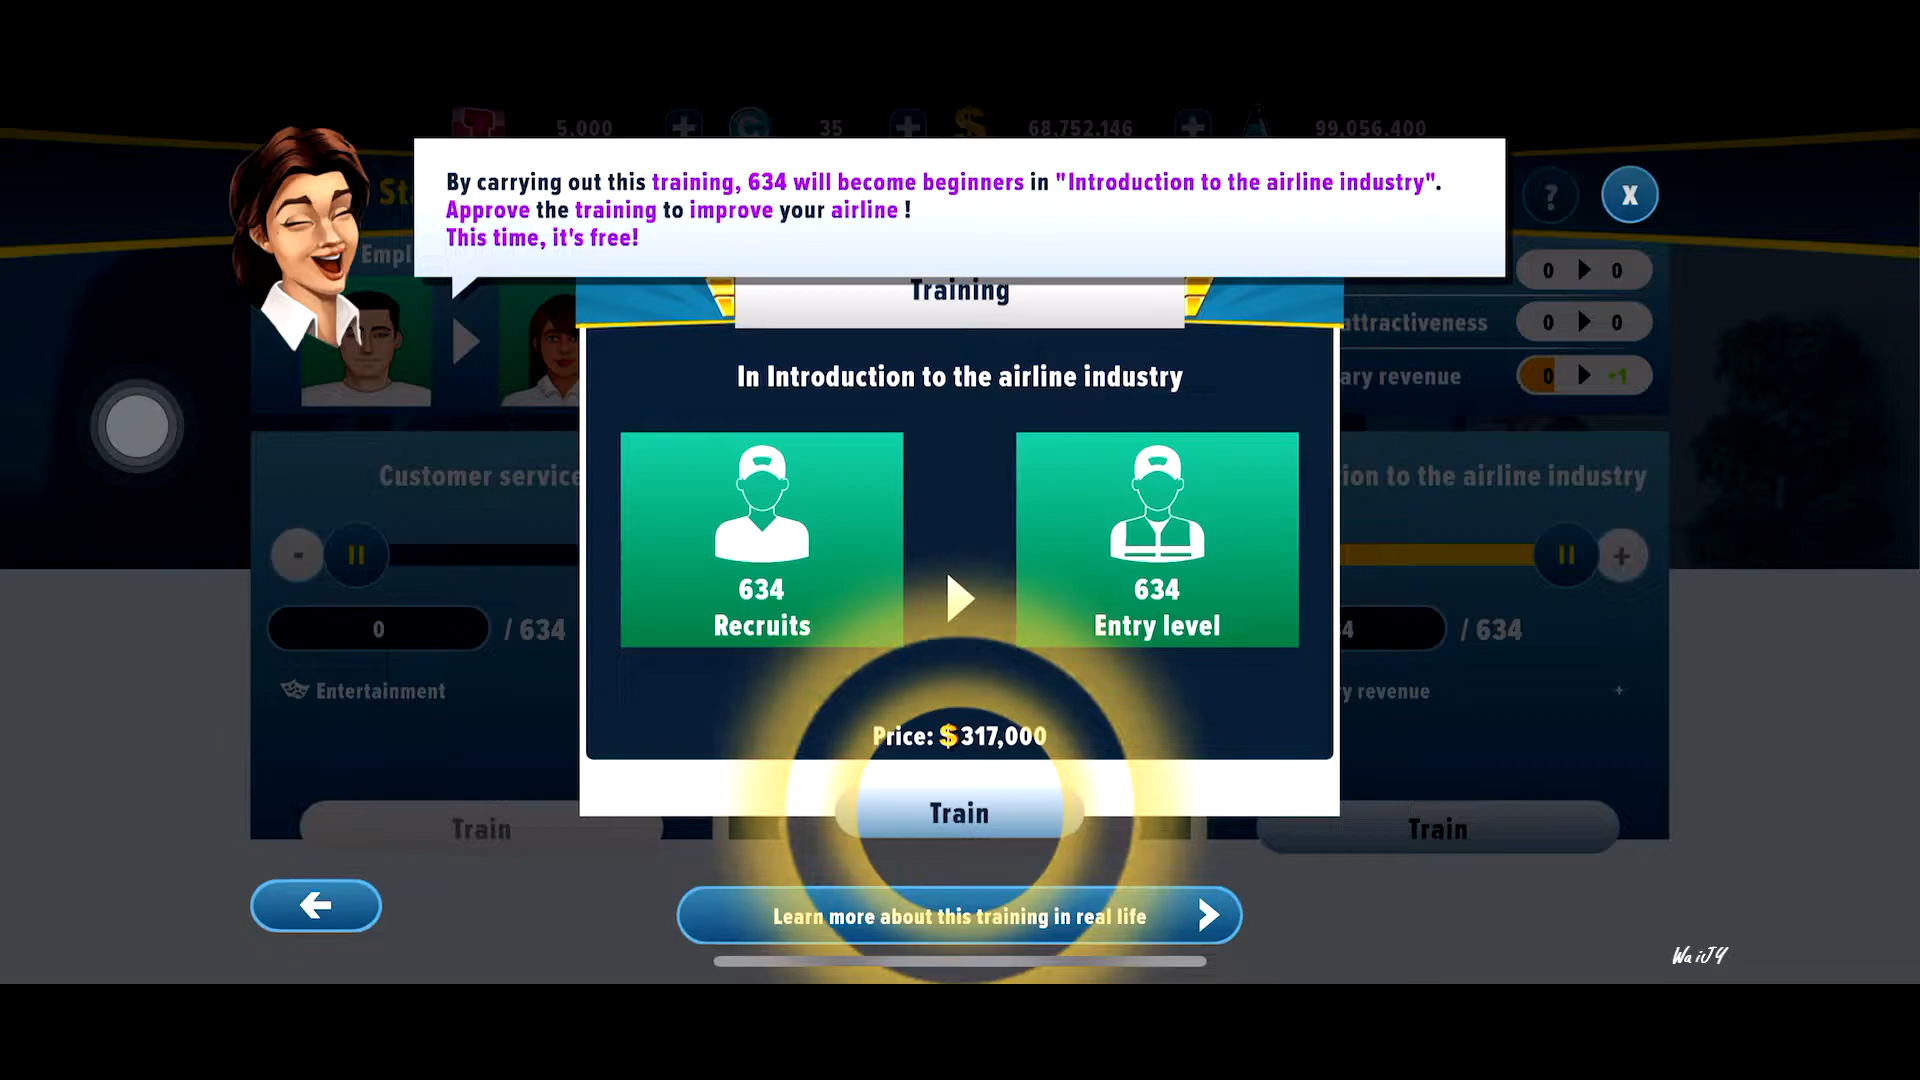 5,000
35
68,752,146
99,056,400
By carrying out this training, 634 will become beginners in "Introduction to the airline industry".
Approve the training to improve your airline !
This time, it's free!
?
X
St
Empl
Training
0 0
attractiveness 0 0
ary revenue 0 +1
In Introduction to the airline industry
Customer service
ion to the airline industry
634
Recruits
634
Entry level
-
+
0 / 634
4 / 634
Entertainment
y revenue +
Price: $ 317,000
Train
Train
Train
Learn more about this training in real life
WaiJY